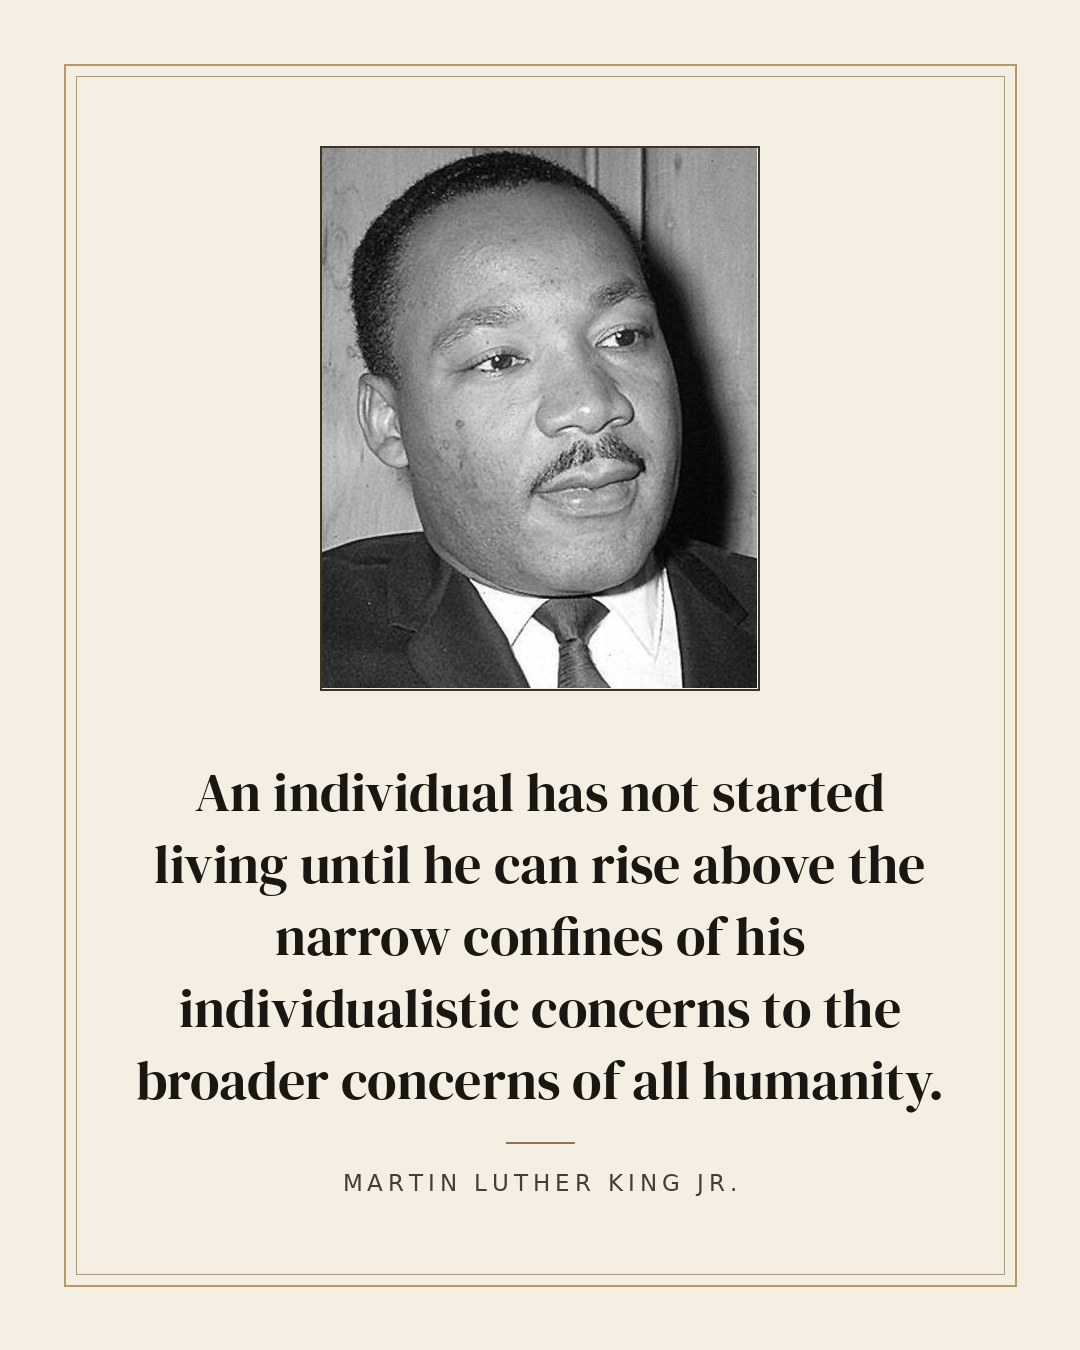 An individual has not started
living until he can rise above the
narrow confines of his
individualistic concerns to the
broader concerns of all humanity.
MARTIN LUTHER KING JR.